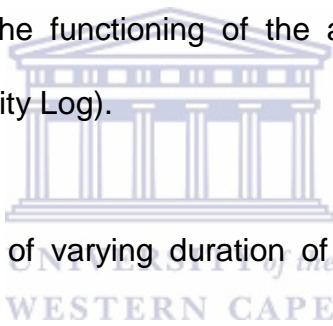 he functioning of the a
ity Log).
of varying duration of
UNIVERSITY of the
WESTERN CAPE